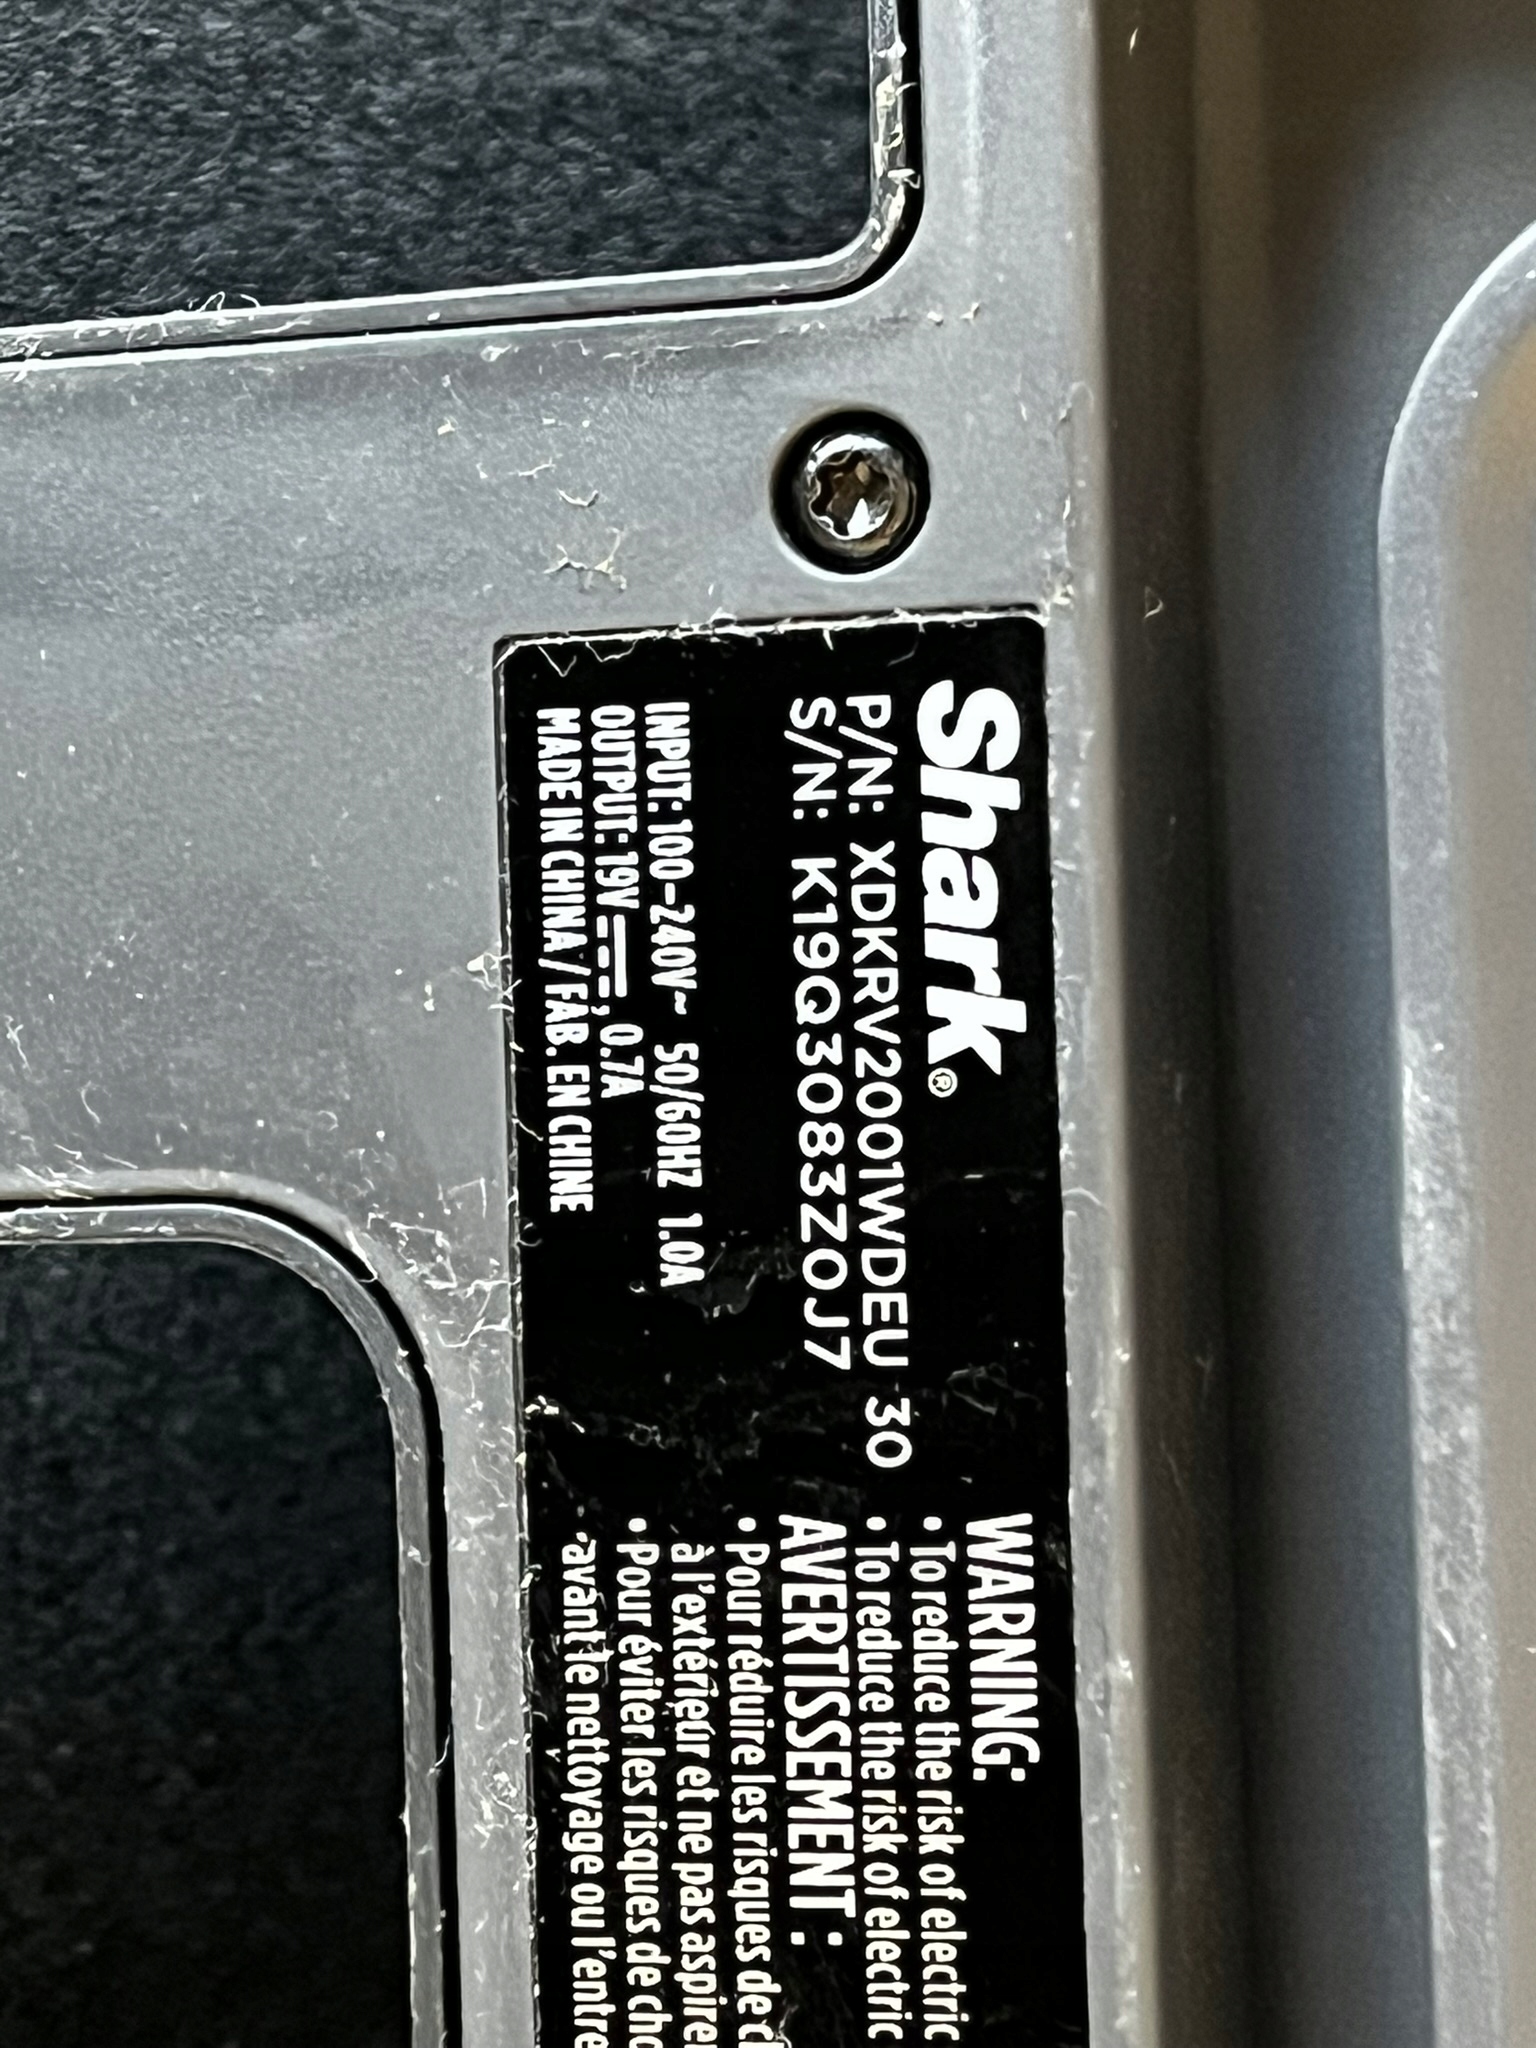 Shark®
P/N: XDKRV2001WDEU 30
S/N: K19Q3083ZOJ7
INPUT: 100-240V~ 50/60HZ 1.0A
OUTPUT: 19V⎓, 0.7A
MADE IN CHINA / FAB. EN CHINE
WARNING:
• To reduce the risk of electric
• To reduce the risk of electric
AVERTISSEMENT :
• Pour réduire les risques de
à l'extérieur et ne pas aspirer
• Pour éviter les risques de
avant le nettoyage ou